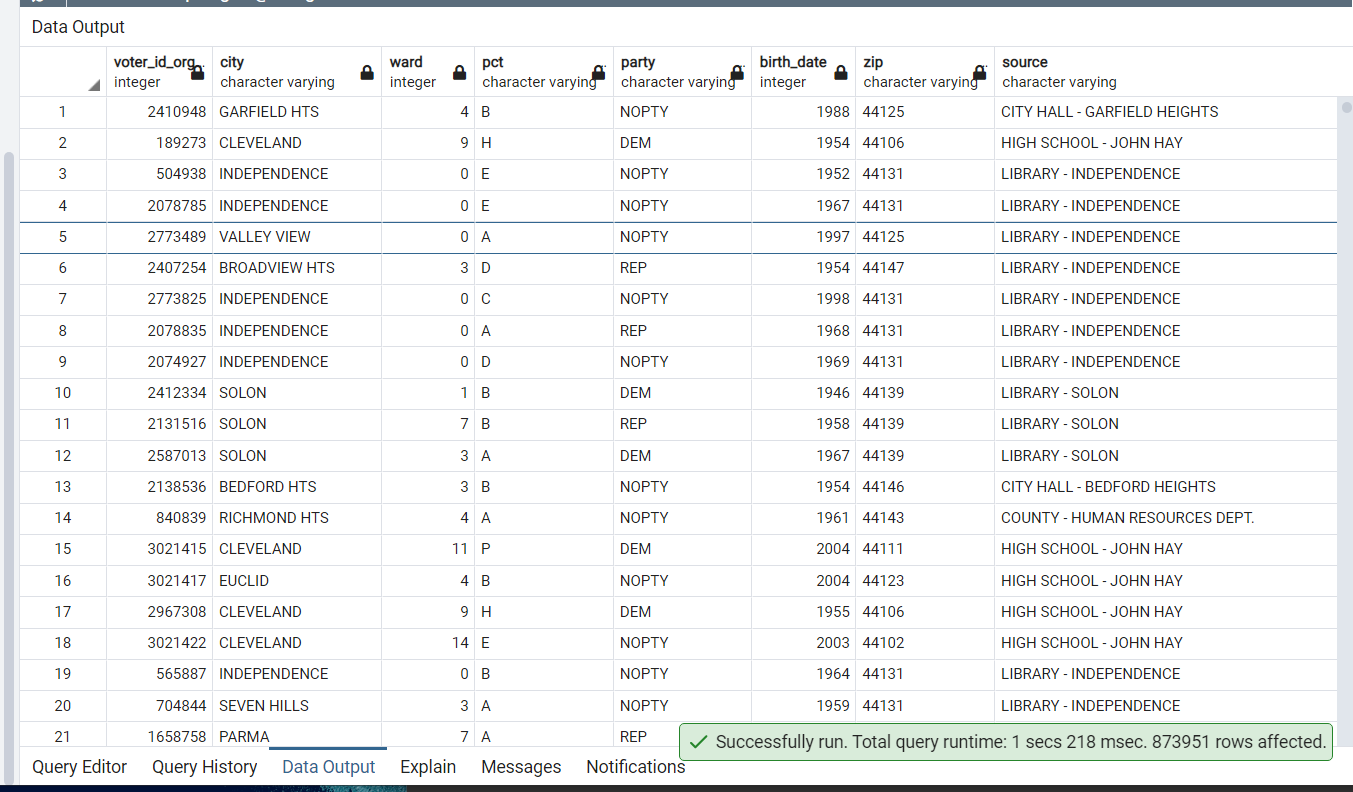 Data Output
voter_id_org city ward pct party birth_date zip source
integer character varying integer character varying character varying integer character varying character varying
1 2410948 GARFIELD HTS 4 B NOPTY 1988 44125 CITY HALL - GARFIELD HEIGHTS
2 189273 CLEVELAND 9 H DEM 1954 44106 HIGH SCHOOL - JOHN HAY
3 504938 INDEPENDENCE 0 E NOPTY 1952 44131 LIBRARY - INDEPENDENCE
4 2078785 INDEPENDENCE 0 E NOPTY 1967 44131 LIBRARY - INDEPENDENCE
5 2773489 VALLEY VIEW 0 A NOPTY 1997 44125 LIBRARY - INDEPENDENCE
6 2407254 BROADVIEW HTS 3 D REP 1954 44147 LIBRARY - INDEPENDENCE
7 2773825 INDEPENDENCE 0 C NOPTY 1998 44131 LIBRARY - INDEPENDENCE
8 2078835 INDEPENDENCE 0 A REP 1968 44131 LIBRARY - INDEPENDENCE
9 2074927 INDEPENDENCE 0 D NOPTY 1969 44131 LIBRARY - INDEPENDENCE
10 2412334 SOLON 1 B DEM 1946 44139 LIBRARY - SOLON
11 2131516 SOLON 7 B REP 1958 44139 LIBRARY - SOLON
12 2587013 SOLON 3 A DEM 1967 44139 LIBRARY - SOLON
13 2138536 BEDFORD HTS 3 B NOPTY 1954 44146 CITY HALL - BEDFORD HEIGHTS
14 840839 RICHMOND HTS 4 A NOPTY 1961 44143 COUNTY - HUMAN RESOURCES DEPT.
15 3021415 CLEVELAND 11 P DEM 2004 44111 HIGH SCHOOL - JOHN HAY
16 3021417 EUCLID 4 B NOPTY 2004 44123 HIGH SCHOOL - JOHN HAY
17 2967308 CLEVELAND 9 H DEM 1955 44106 HIGH SCHOOL - JOHN HAY
18 3021422 CLEVELAND 14 E NOPTY 2003 44102 HIGH SCHOOL - JOHN HAY
19 565887 INDEPENDENCE 0 B NOPTY 1964 44131 LIBRARY - INDEPENDENCE
20 704844 SEVEN HILLS 3 A NOPTY 1959 44131 LIBRARY - INDEPENDENCE
21 1658758 PARMA 7 A REP
Successfully run. Total query runtime: 1 secs 218 msec. 873951 rows affected.
Query Editor Query History Data Output Explain Messages Notifications